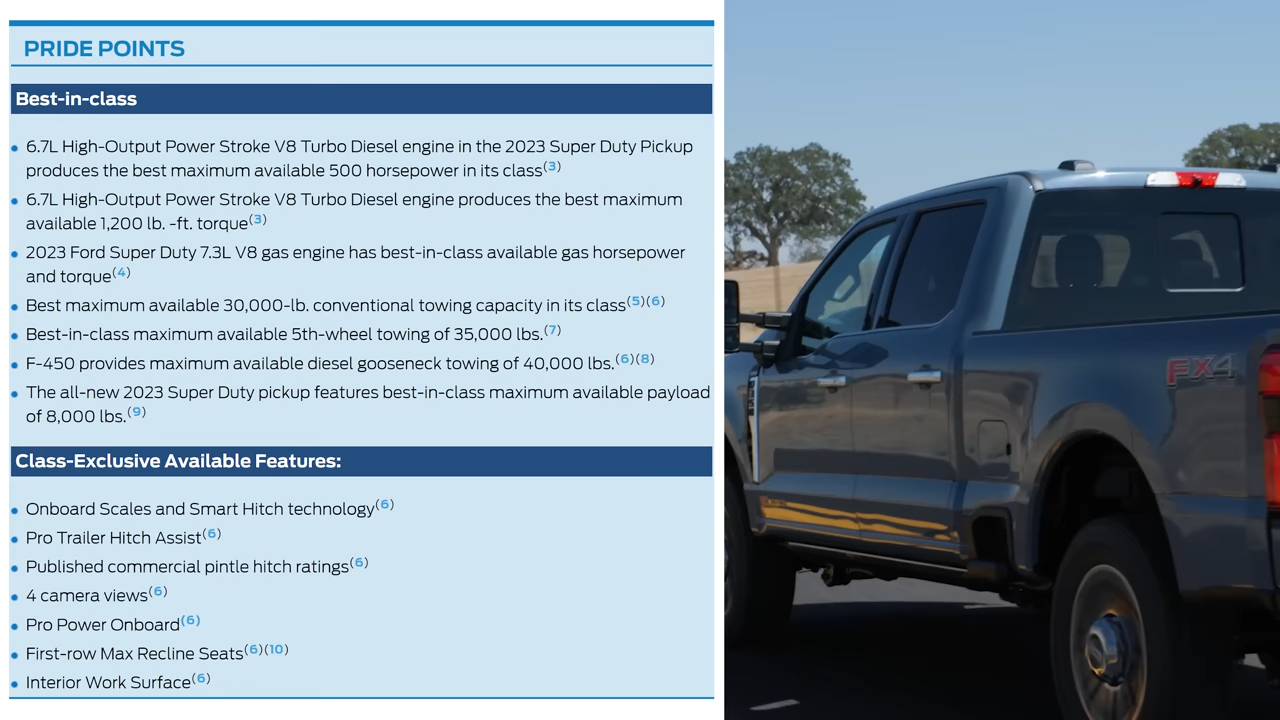 PRIDE POINTS
Best-in-class
6.7L High-Output Power Stroke V8 Turbo Diesel engine in the 2023 Super Duty Pickup
produces the best maximum available 500 horsepower in its class(3)
6.7L High-Output Power Stroke V8 Turbo Diesel engine produces the best maximum
available 1,200 lb. -ft. torque(3)
2023 Ford Super Duty 7.3L V8 gas engine has best-in-class available gas horsepower
and torque(4)
Best maximum available 30,000-lb. conventional towing capacity in its class(5)(6)
Best-in-class maximum available 5th-wheel towing of 35,000 lbs.(7)
F-450 provides maximum available diesel gooseneck towing of 40,000 lbs.(6)(8)
The all-new 2023 Super Duty pickup features best-in-class maximum available payload
of 8,000 lbs.(9)
Class-Exclusive Available Features:
Onboard Scales and Smart Hitch technology(6)
Pro Trailer Hitch Assist(6)
Published commercial pintle hitch ratings(6)
4 camera views(6)
Pro Power Onboard(6)
First-row Max Recline Seats(6)(10)
Interior Work Surface(6)
FX4